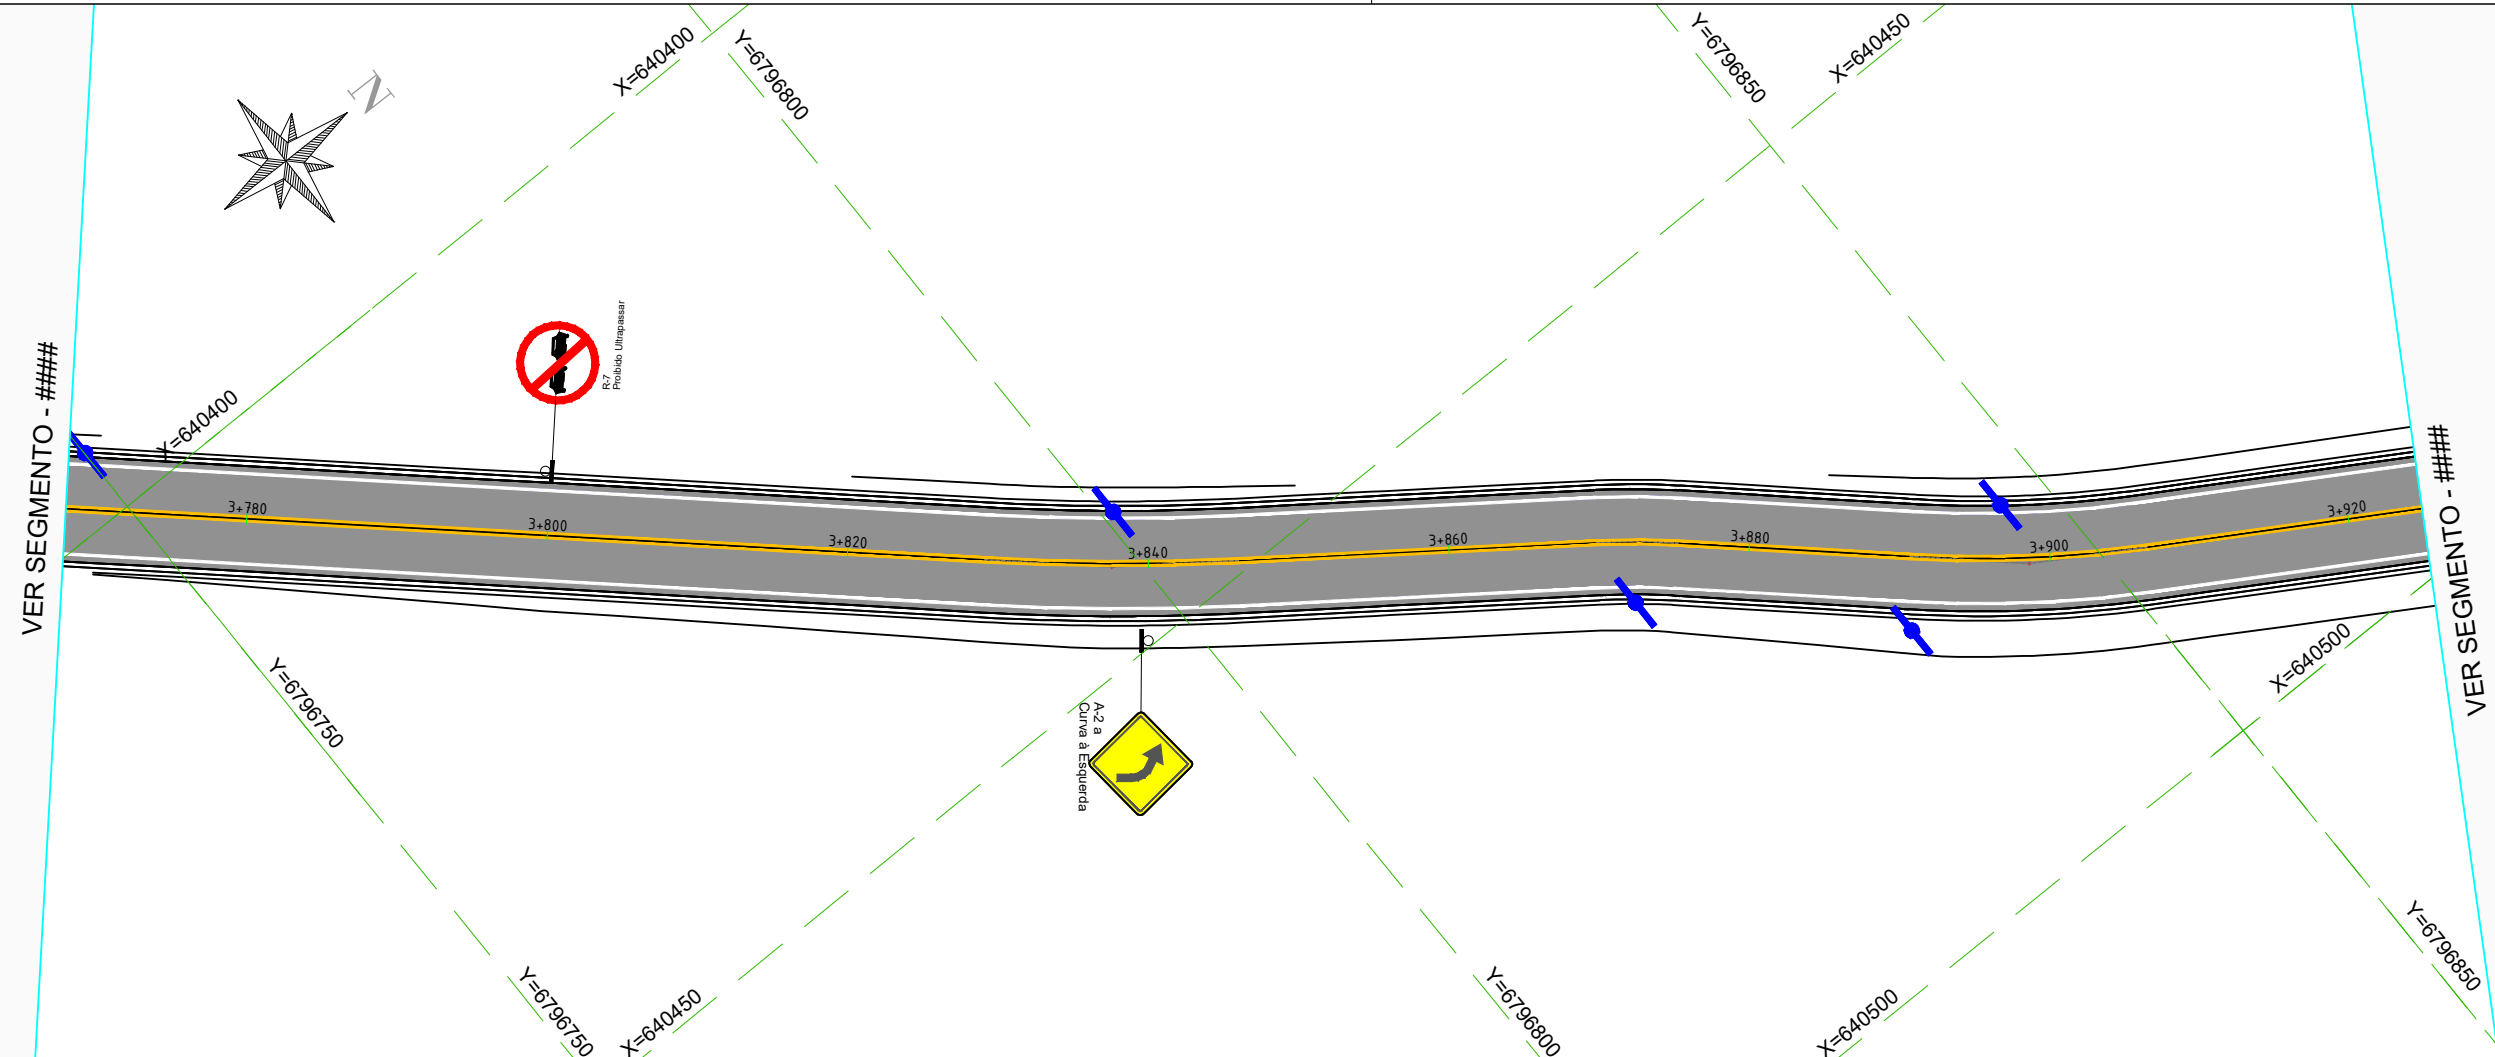 X=640400
Y=6796800
Y=6796850
X=640450
N
R-7
Proibido Ultrapassar
VER SEGMENTO - ####
X=640400
VER SEGMENTO - ####
3+780
3+800
3+820
3+840
3+860
3+880
3+900
3+920
Y=6796750
A-2 a
Curva à Esquerda
X=640500
Y=6796750
X=640450
Y=6796800
X=640500
Y=6796850